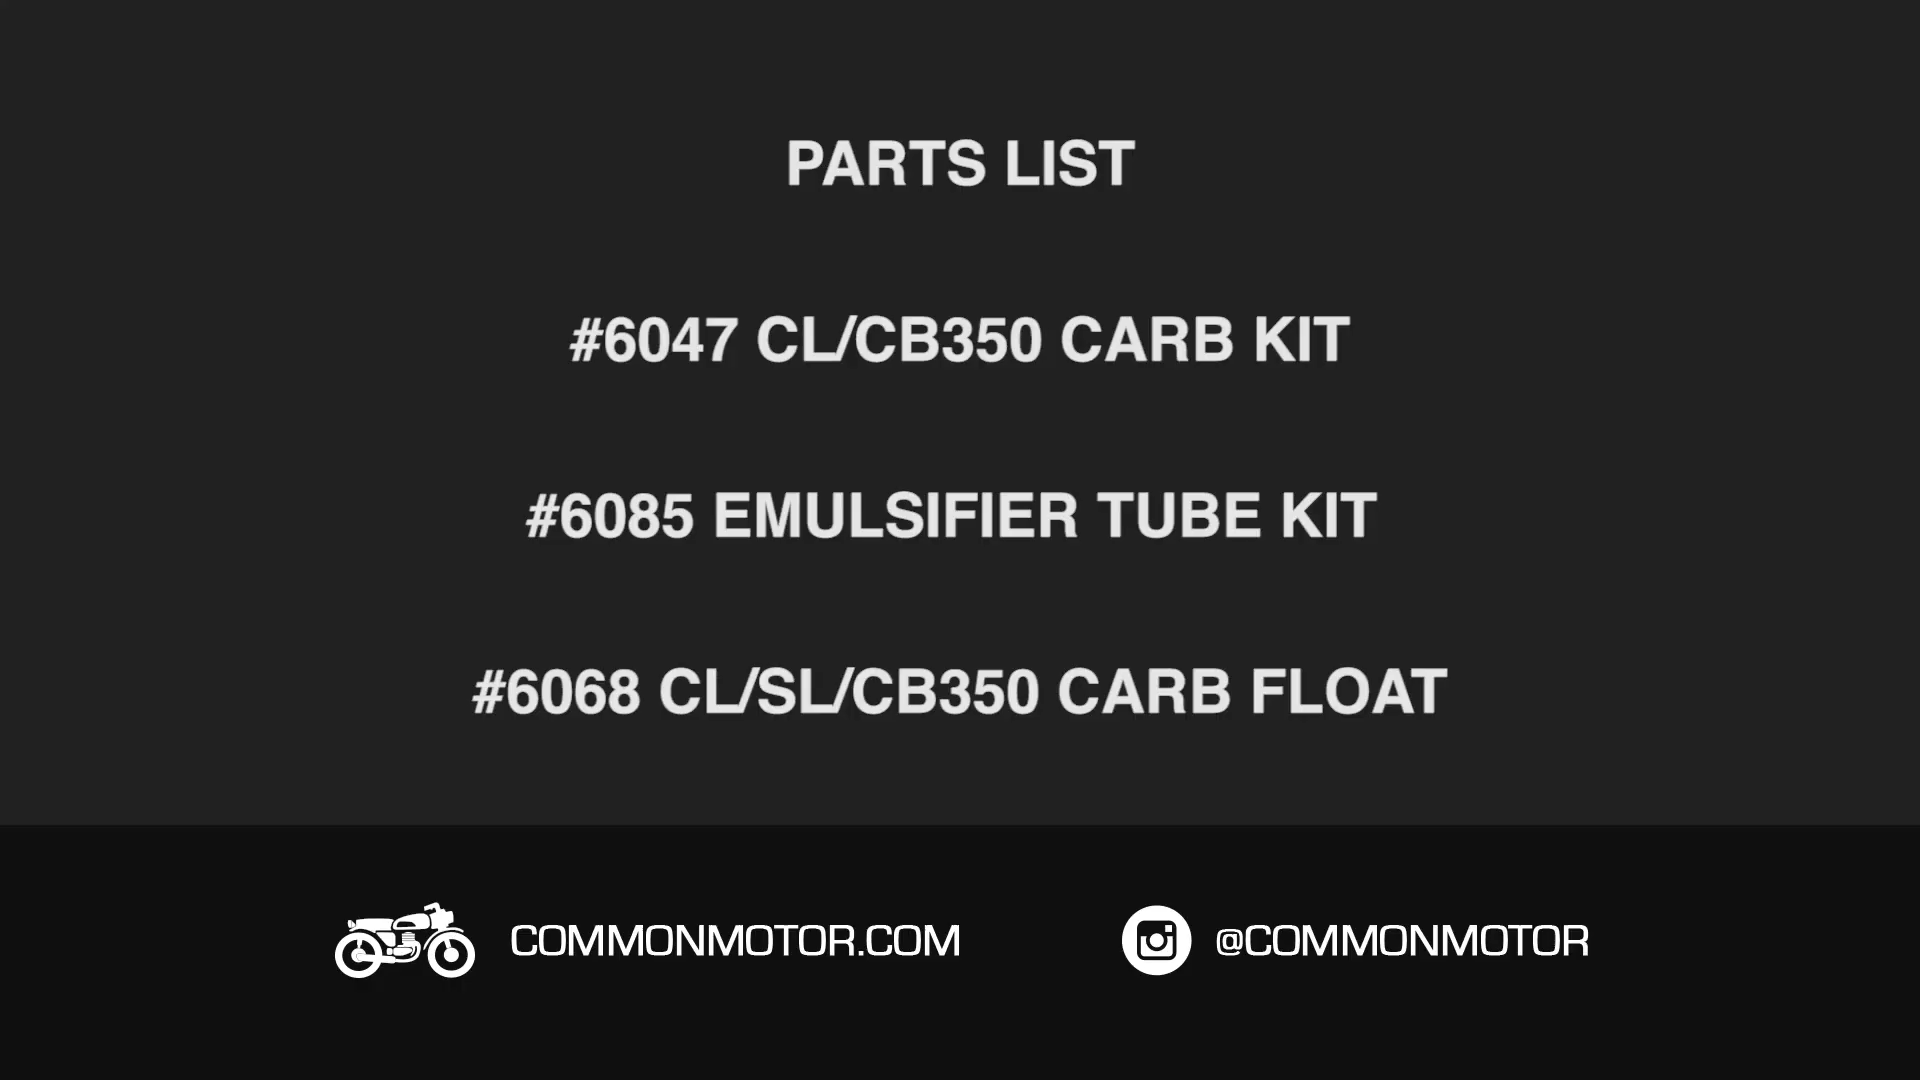 PARTS LIST
#6047 CL/CB350 CARB KIT
#6085 EMULSIFIER TUBE KIT
#6068 CL/SL/CB350 CARB FLOAT
COMMONMOTOR.COM
@COMMONMOTOR